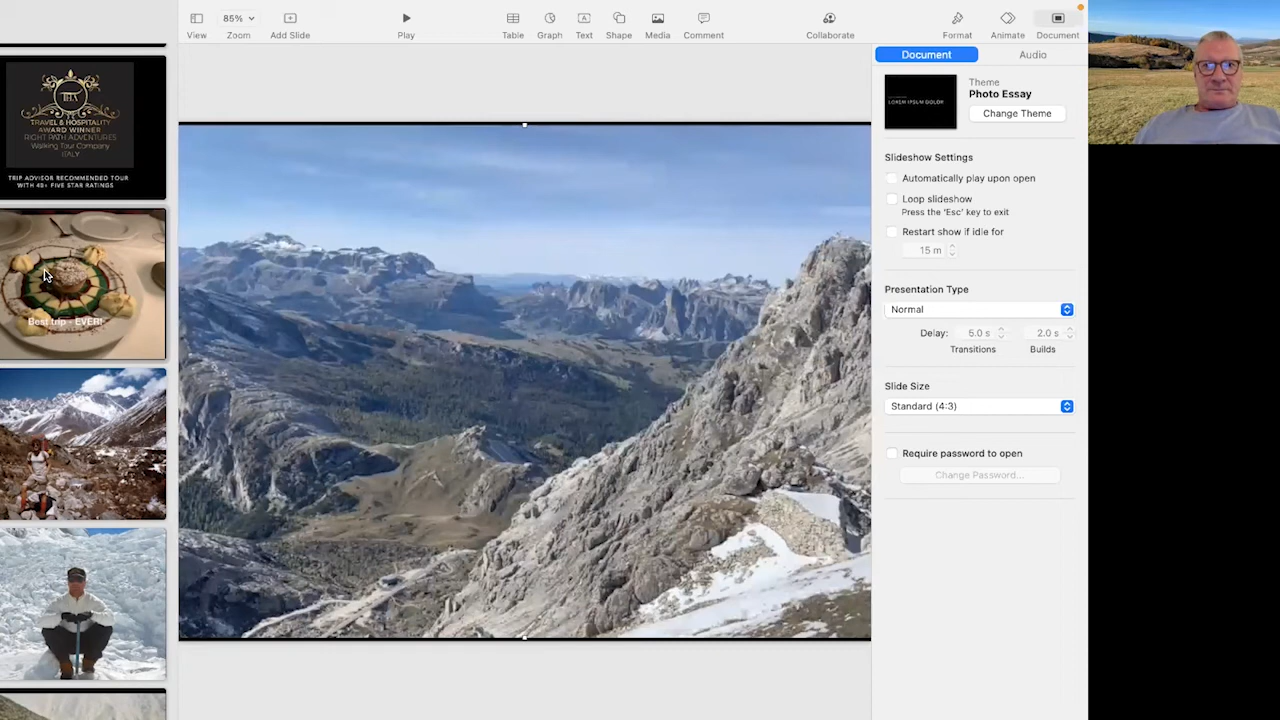 85%
View
Zoom
Add Slide
Play
Table
Graph
Text
Shape
Media
Comment
Collaborate
Format
Animate
Document
Document
Audio
LOREM IPSUM DOLOR
Theme
Photo Essay
Change Theme
Slideshow Settings
Automatically play upon open
Loop slideshow
Press the 'Esc' key to exit
Restart show if idle for
15 m
Presentation Type
Normal
Delay:
5.0 s
2.0 s
Transitions
Builds
Slide Size
Standard (4:3)
Require password to open
Change Password...
TRAVEL & HOSPITALITY
AWARD WINNER
RIGHT PATH ADVENTURES
Walking Tour Company
ITALY
TRIP ADVISOR RECOMMENDED TOUR
WITH 48+ FIVE STAR RATINGS
Best trip - EVER!